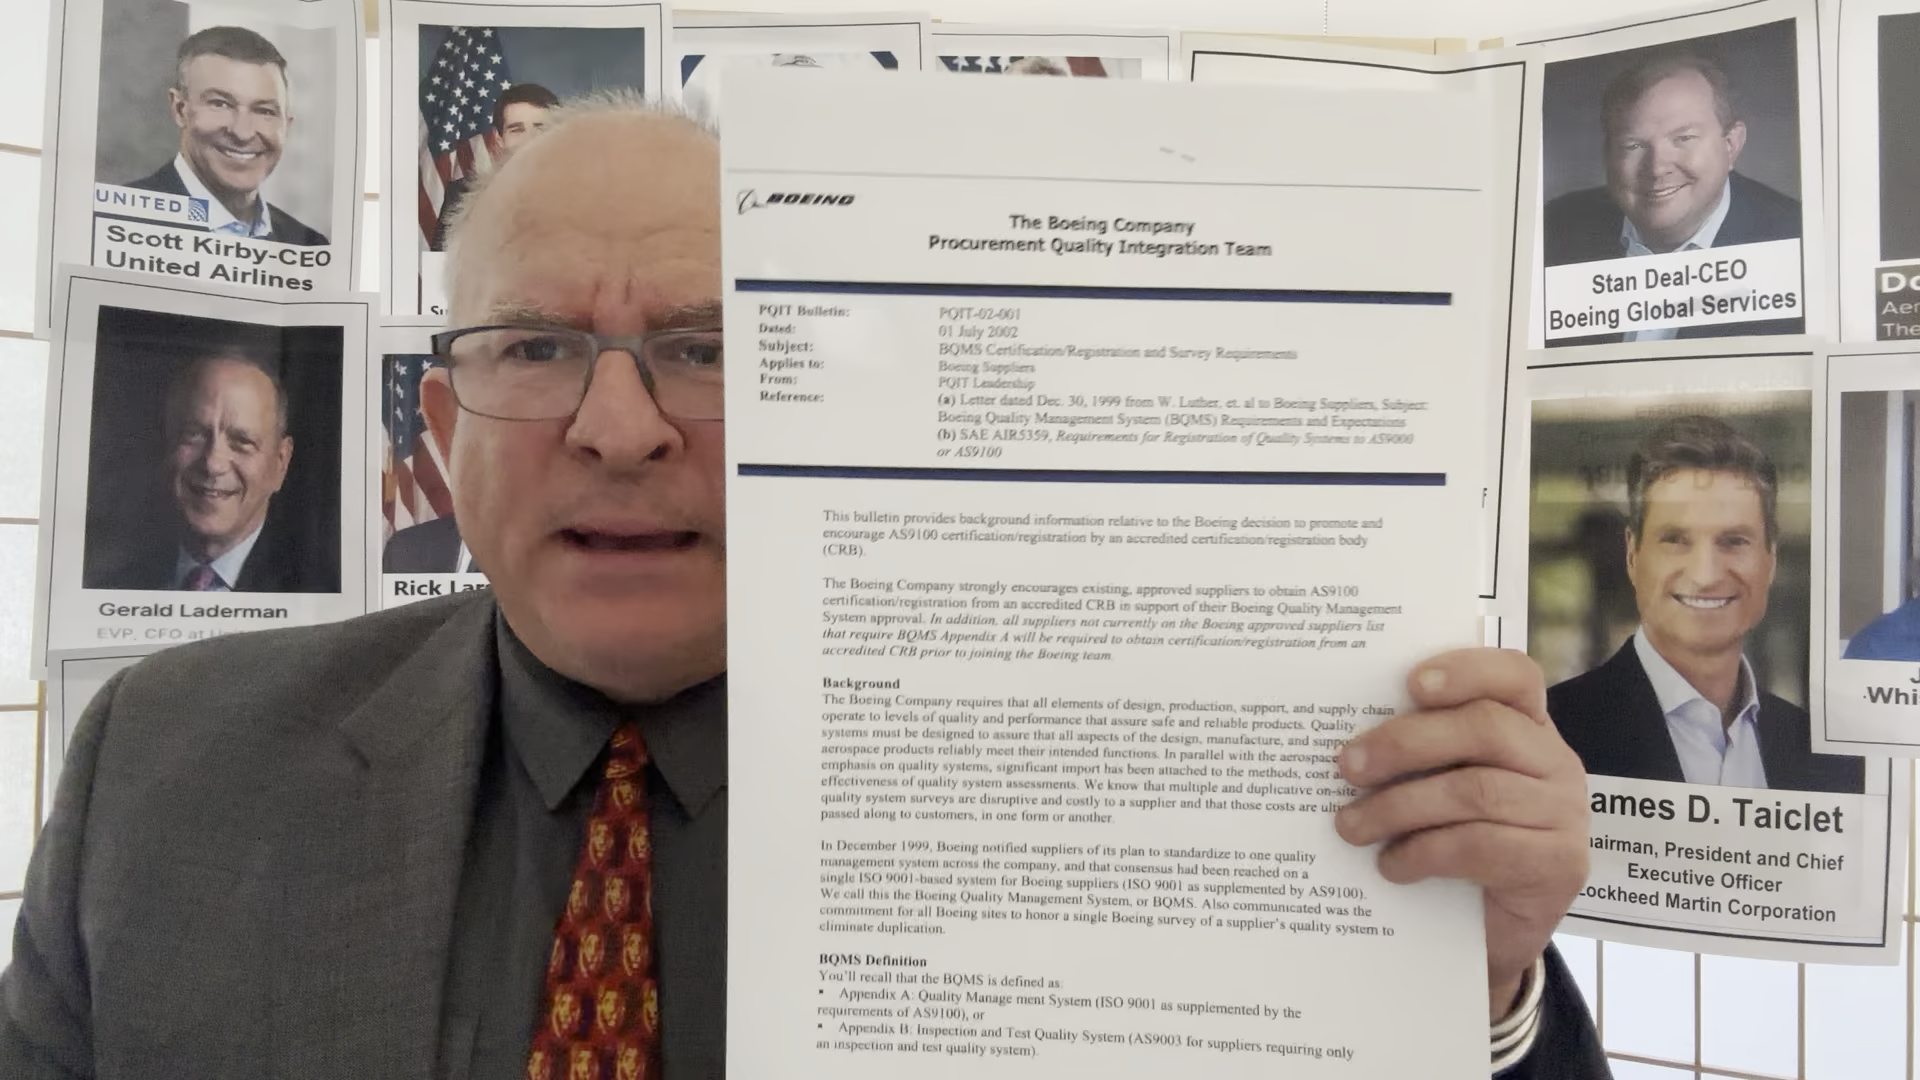 UNITED
Scott Kirby-CEO
United Airlines
Gerald Laderman
EVP, CFO at
Su
Rick Lar
BOEING
The Boeing Company
Procurement Quality Integration Team
PQIT Bulletin: PQIT-02-001
Dated: 01 July 2002
Subject: BQMS Certification/Registration and Survey Requirements
Applies to: Boeing Suppliers
From: PQIT Leadership
Reference: (a) Letter dated Dec. 30, 1999 from W. Luther, et. al to Boeing Suppliers, Subject:
Boeing Quality Management System (BQMS) Requirements and Expectations
(b) SAE AIR5359, Requirements for Registration of Quality Systems to AS9000
or AS9100
This bulletin provides background information relative to the Boeing decision to promote and
encourage AS9100 certification/registration by an accredited certification/registration body
(CRB).
The Boeing Company strongly encourages existing, approved suppliers to obtain AS9100
certification/registration from an accredited CRB in support of their Boeing Quality Management
System approval. In addition, all suppliers not currently on the Boeing approved suppliers list
that require BQMS Appendix A will be required to obtain certification/registration from an
accredited CRB prior to joining the Boeing team.
Background
The Boeing Company requires that all elements of design, production, support, and supply chain
operate to levels of quality and performance that assure safe and reliable products. Quality
systems must be designed to assure that all aspects of the design, manufacture, and suppo
aerospace products reliably meet their intended functions. In parallel with the aerospace
emphasis on quality systems, significant import has been attached to the methods, cost a
effectiveness of quality system assessments. We know that multiple and duplicative on-site
quality system surveys are disruptive and costly to a supplier and that those costs are ulti
passed along to customers, in one form or another.
In December 1999, Boeing notified suppliers of its plan to standardize to one quality
management system across the company, and that consensus had been reached on a
single ISO 9001-based system for Boeing suppliers (ISO 9001 as supplemented by AS9100).
We call this the Boeing Quality Management System, or BQMS. Also communicated was the
commitment for all Boeing sites to honor a single Boeing survey of a supplier's quality system to
eliminate duplication.
BQMS Definition
You'll recall that the BQMS is defined as:
▪ Appendix A: Quality Manage ment System (ISO 9001 as supplemented by the
requirements of AS9100), or
▪ Appendix B: Inspection and Test Quality System (AS9003 for suppliers requiring only
an inspection and test quality system).
f
Stan Deal-CEO
Boeing Global Services
Do
Aer
The
J
Whi
ames D. Taiclet
airman, President and Chief
Executive Officer
Lockheed Martin Corporation